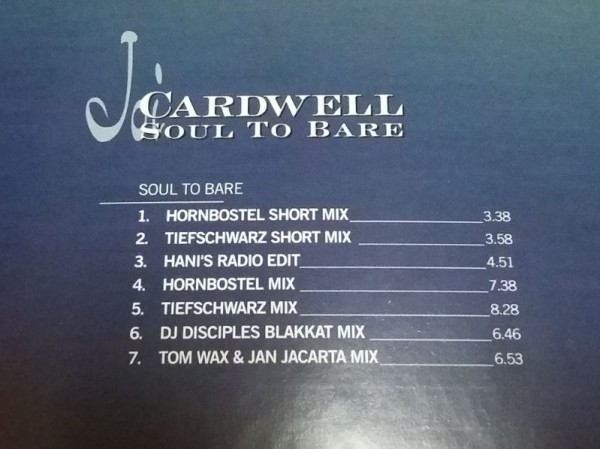 Joi
CARDWELL
SOUL TO BARE
SOUL TO BARE
1. HORNBOSTEL SHORT MIX 3.38
2. TIEFSCHWARZ SHORT MIX 3.58
3. HANI'S RADIO EDIT 4.51
4. HORNBOSTEL MIX 7.38
5. TIEFSCHWARZ MIX 8.28
6. DJ DISCIPLES BLAKKAT MIX 6.46
7. TOM WAX & JAN JACARTA MIX 6.53